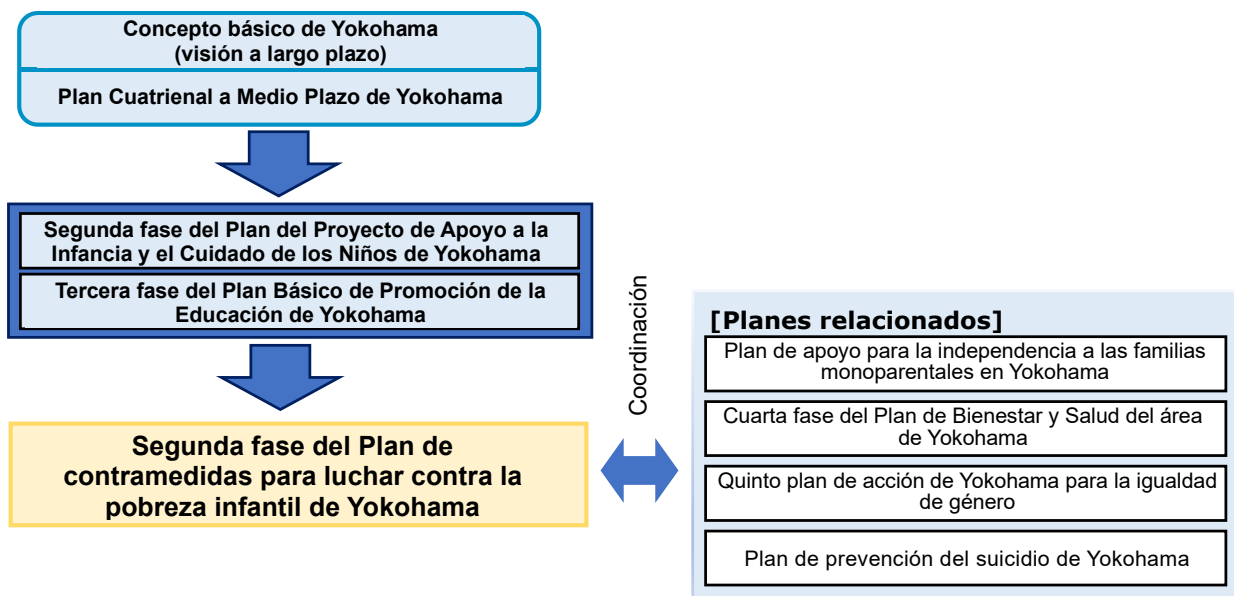 Concepto básico de Yokohama
(visión a largo plazo)
Plan Cuatrienal a Medio Plazo de Yokohama
Segunda fase del Plan del Proyecto de Apoyo a la
Infancia y el Cuidado de los Niños de Yokohama
Tercera fase del Plan Básico de Promoción de la
Educación de Yokohama
Segunda fase del Plan de
contramedidas para luchar contra la
pobreza infantil de Yokohama
Coordinación
[Planes relacionados]
Plan de apoyo para la independencia a las familias
monoparentales en Yokohama
Cuarta fase del Plan de Bienestar y Salud del área
de Yokohama
Quinto plan de acción de Yokohama para la igualdad
de género
Plan de prevención del suicidio de Yokohama